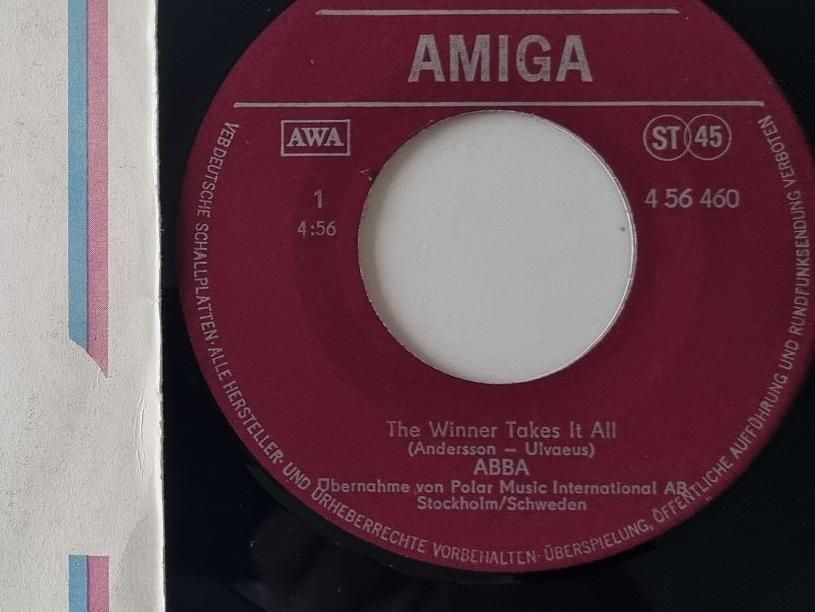 AMIGA
AWA
ST 45
1
4 56 460
4:56
The Winner Takes It All
(Andersson – Ulvaeus)
ABBA
Übernahme von Polar Music International AB
Stockholm/Schweden
VEB DEUTSCHE SCHALLPLATTEN·ALLE HERSTELLER- UND URHEBERRECHTE VORBEHALTEN·ÜBERSPIELUNG, ÖFFENTLICHE AUFFÜHRUNG UND RUNDFUNKSENDUNG VERBOTEN